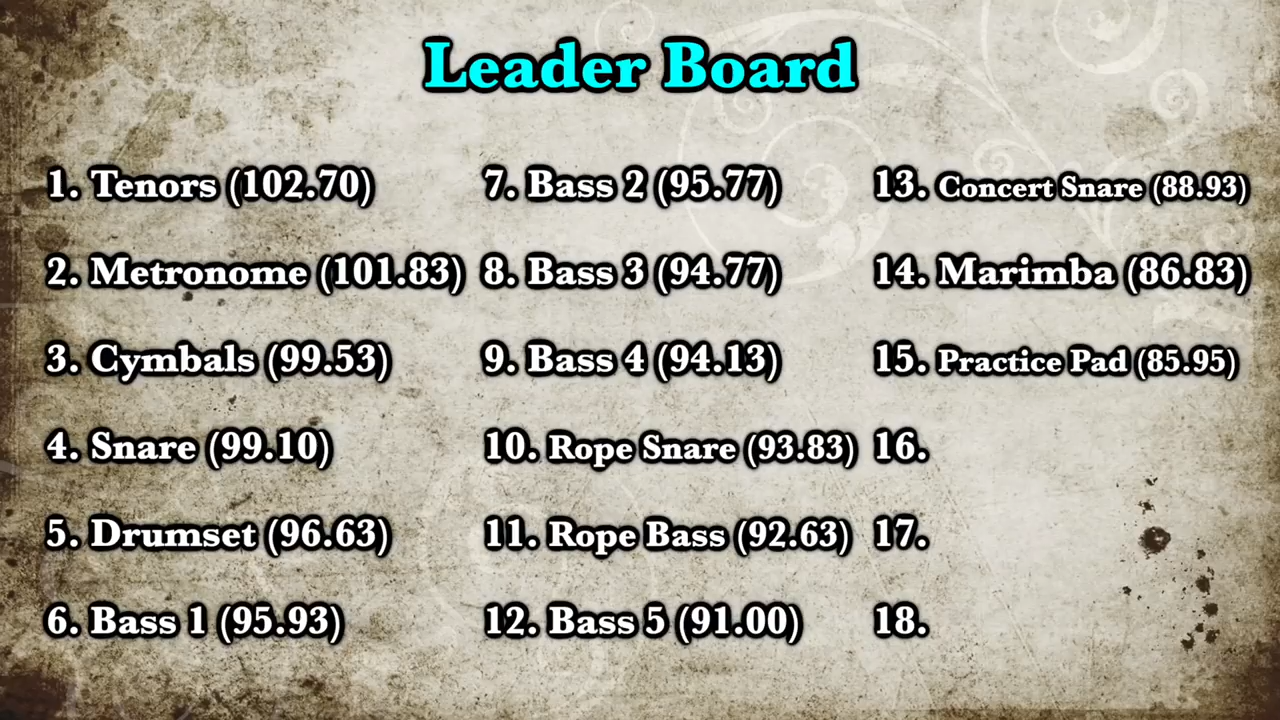 Leader Board
1. Tenors (102.70)
2. Metronome (101.83)
3. Cymbals (99.53)
4. Snare (99.10)
5. Drumset (96.63)
6. Bass 1 (95.93)
7. Bass 2 (95.77)
8. Bass 3 (94.77)
9. Bass 4 (94.13)
10. Rope Snare (93.83)
11. Rope Bass (92.63)
12. Bass 5 (91.00)
13. Concert Snare (88.93)
14. Marimba (86.83)
15. Practice Pad (85.95)
16.
17.
18.